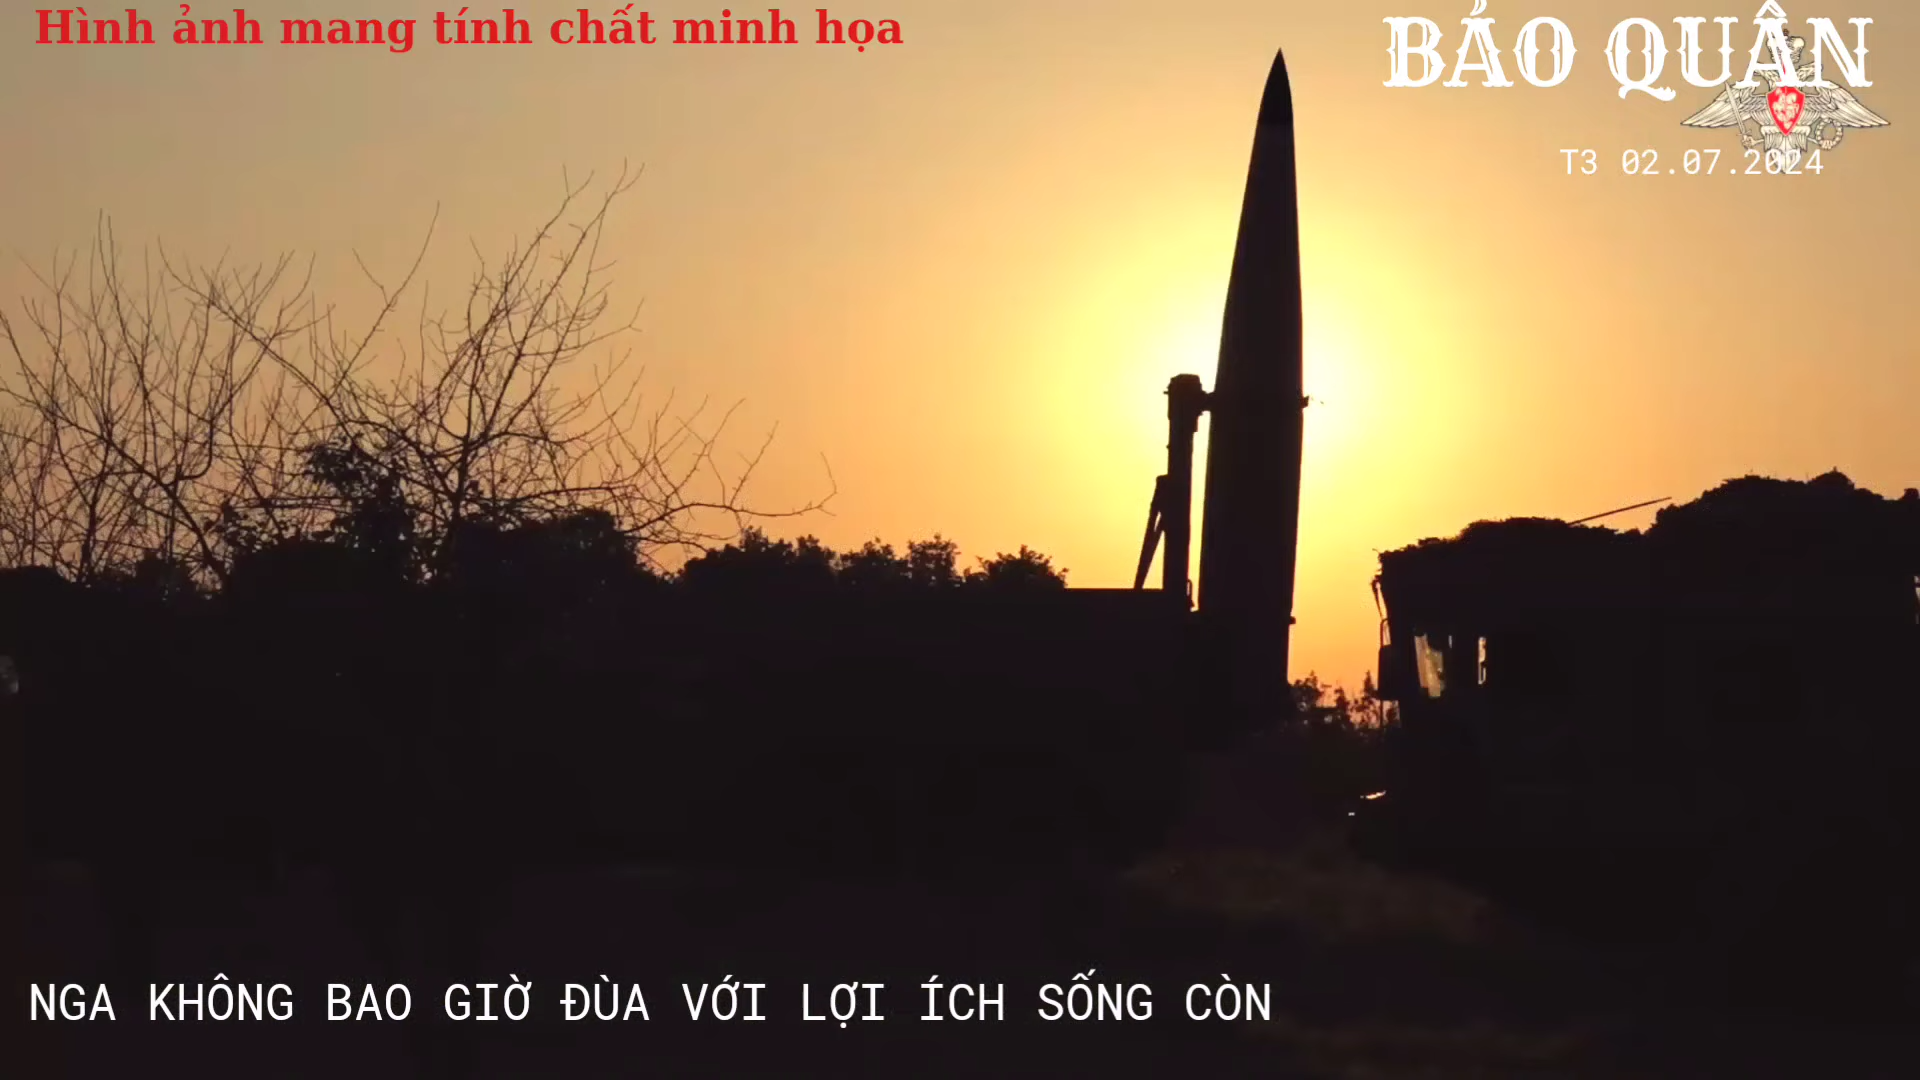 Hình ảnh mang tính chất minh họa
BẢO QUÂN
T3 02.07.2024
NGA KHÔNG BAO GIỜ ĐÙA VỚI LỢI ÍCH SỐNG CÒN